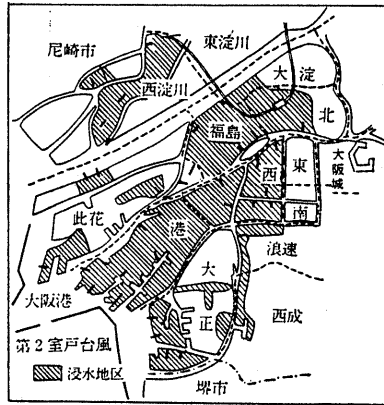 尼崎市
東淀川
西淀川
大淀
福島
北
西
東
大阪城
南
此花
港
浪速
大阪港
大正
西成
第2室戸台風
浸水地区
堺市